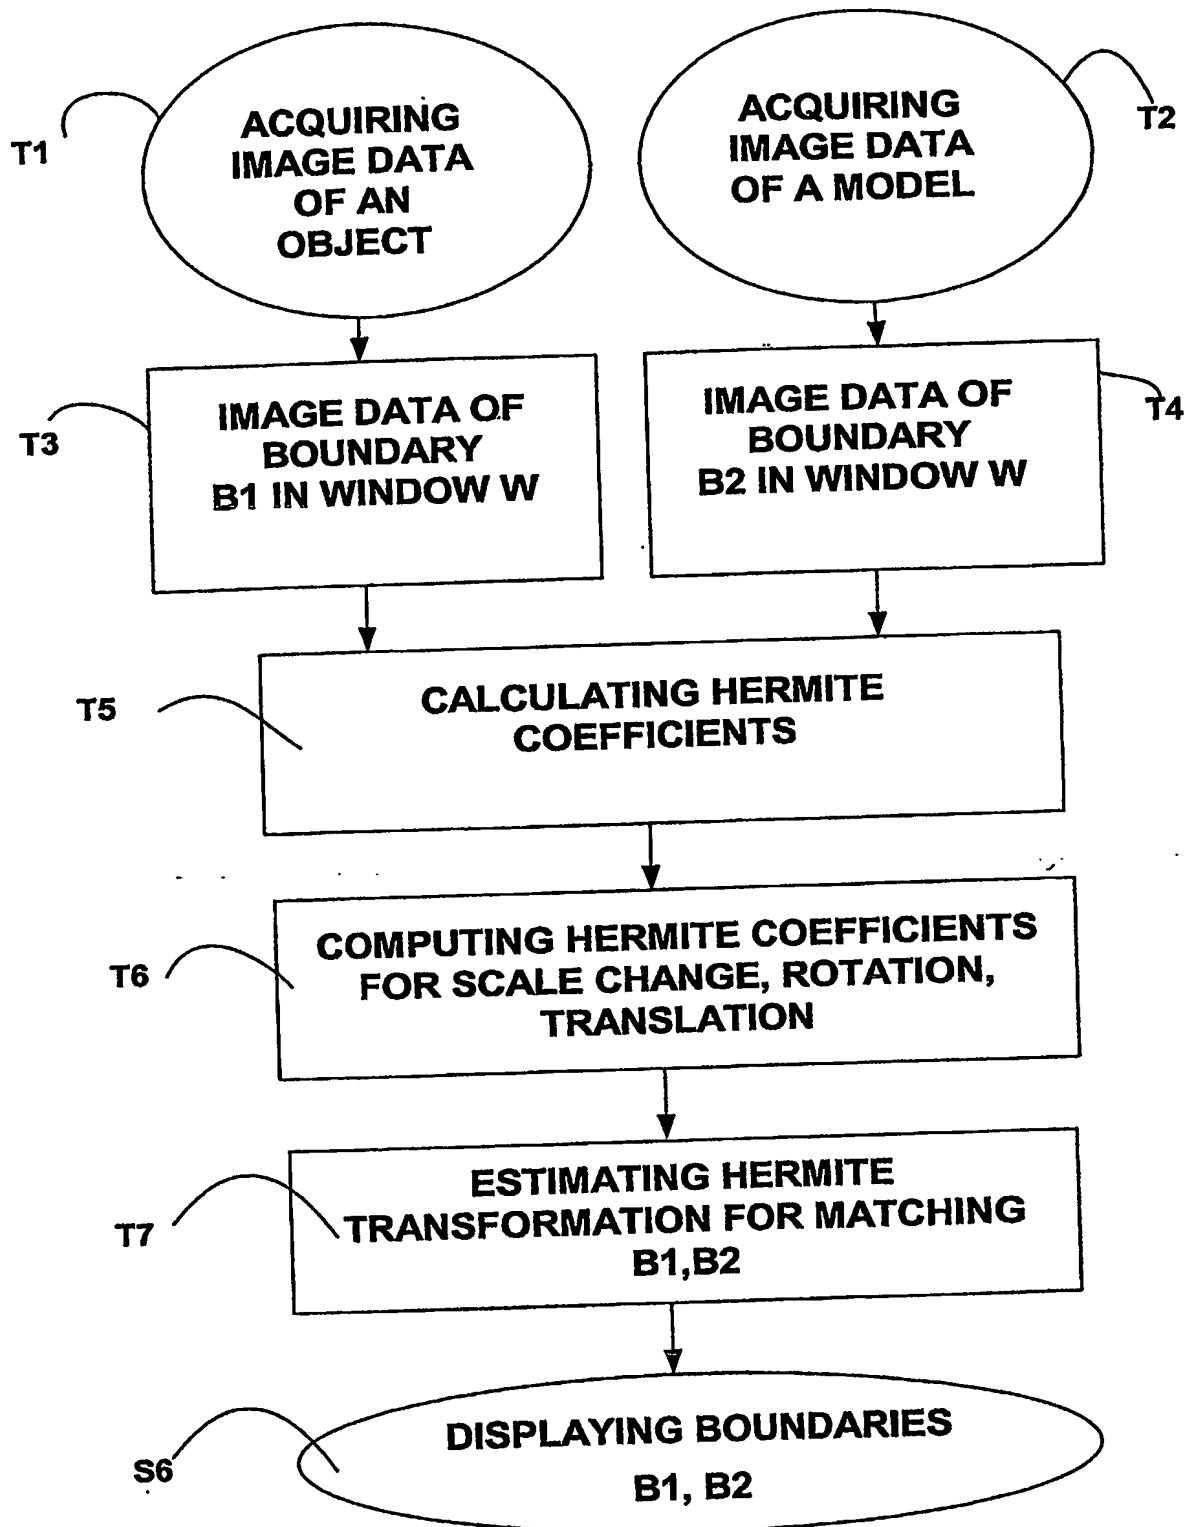 T1
ACQUIRING
IMAGE DATA
OF AN
OBJECT
ACQUIRING
IMAGE DATA
OF A MODEL
T2
T3
IMAGE DATA OF
BOUNDARY
B1 IN WINDOW W
IMAGE DATA OF
BOUNDARY
B2 IN WINDOW W
T4
T5
CALCULATING HERMITE
COEFFICIENTS
T6
COMPUTING HERMITE COEFFICIENTS
FOR SCALE CHANGE, ROTATION,
TRANSLATION
T7
ESTIMATING HERMITE
TRANSFORMATION FOR MATCHING
B1,B2
S6
DISPLAYING BOUNDARIES
B1, B2